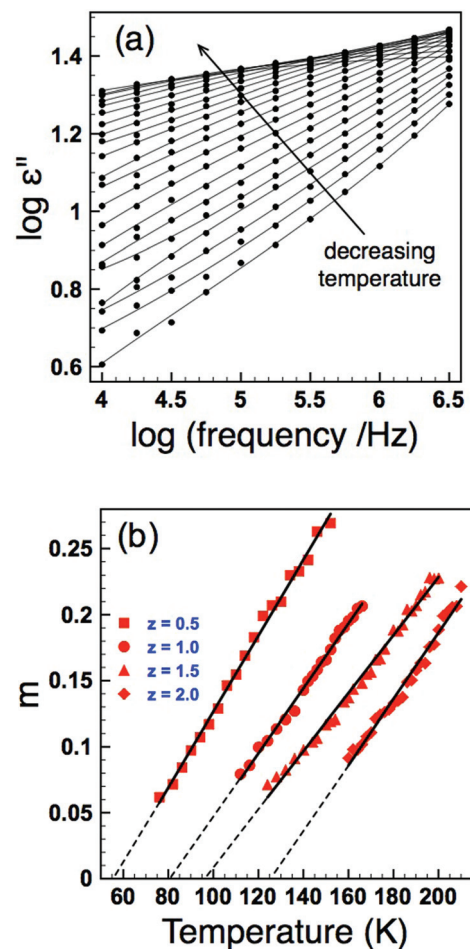 (a)
1.4
1.2
1.0
0.8
0.6
log ε"
decreasing
temperature
4 4.5 5 5.5 6 6.5
log (frequency /Hz)
(b)
0.25
0.2
0.15
0.1
0.05
0
m
z = 0.5
z = 1.0
z = 1.5
z = 2.0
60 80 100 120 140 160 180 200
Temperature (K)